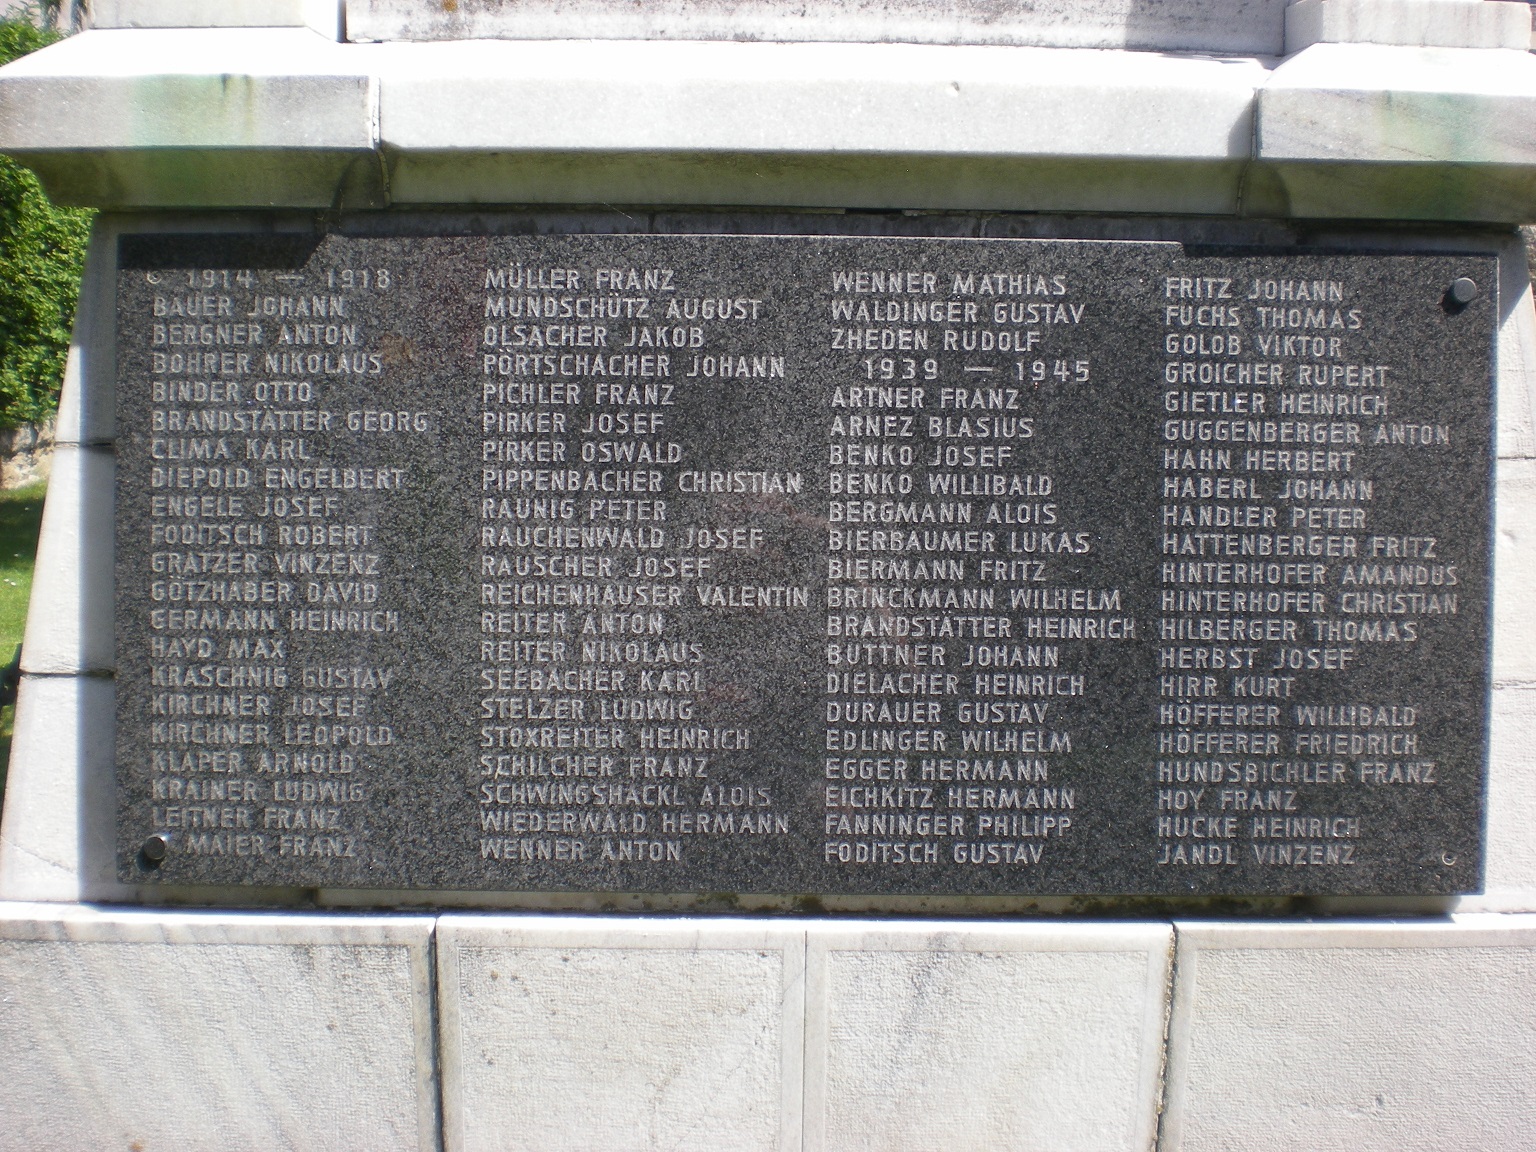 1914 — 1918
BAUER JOHANN
BERGNER ANTON
BOHRER NIKOLAUS
BINDER OTTO
BRANDSTÄTTER GEORG
CLIMA KARL
DIEPOLD ENGELBERT
ENGELE JOSEF
FODITSCH ROBERT
GRATZER VINZENZ
GÖTZHABER DAVID
GERMANN HEINRICH
HAYD MAX
KRASCHNIG GUSTAV
KIRCHNER JOSEF
KIRCHNER LEOPOLD
KLAPER ARNOLD
KRAINER LUDWIG
LEITNER FRANZ
MAIER FRANZ
MÜLLER FRANZ
MUNDSCHÜTZ AUGUST
OLSACHER JAKOB
PÖRTSCHACHER JOHANN
PICHLER FRANZ
PIRKER JOSEF
PIRKER OSWALD
PIPPENBACHER CHRISTIAN
RAUNIG PETER
RAUCHENWALD JOSEF
RAUSCHER JOSEF
REICHENHAUSER VALENTIN
REITER ANTON
REITER NIKOLAUS
SEEBACHER KARL
STELZER LUDWIG
STOXREITER HEINRICH
SCHILCHER FRANZ
SCHWINGSHACKL ALOIS
WIEDERWALD HERMANN
WENNER ANTON
WENNER MATHIAS
WALDINGER GUSTAV
ZHEDEN RUDOLF
1939 — 1945
ARTNER FRANZ
ARNEZ BLASIUS
BENKO JOSEF
BENKO WILLIBALD
BERGMANN ALOIS
BIERBAUMER LUKAS
BIERMANN FRITZ
BRINCKMANN WILHELM
BRANDSTÄTTER HEINRICH
BUTTNER JOHANN
DIELACHER HEINRICH
DURAUER GUSTAV
EDLINGER WILHELM
EGGER HERMANN
EICHKITZ HERMANN
FANNINGER PHILIPP
FODITSCH GUSTAV
FRITZ JOHANN
FUCHS THOMAS
GOLOB VIKTOR
GROICHER RUPERT
GIETLER HEINRICH
GUGGENBERGER ANTON
HAHN HERBERT
HABERL JOHANN
HANDLER PETER
HATTENBERGER FRITZ
HINTERHOFER AMANDUS
HINTERHOFER CHRISTIAN
HILBERGER THOMAS
HERBST JOSEF
HIRR KURT
HÖFFERER WILLIBALD
HÖFFERER FRIEDRICH
HUNDSBICHLER FRANZ
HOY FRANZ
HUCKE HEINRICH
JANDL VINZENZ